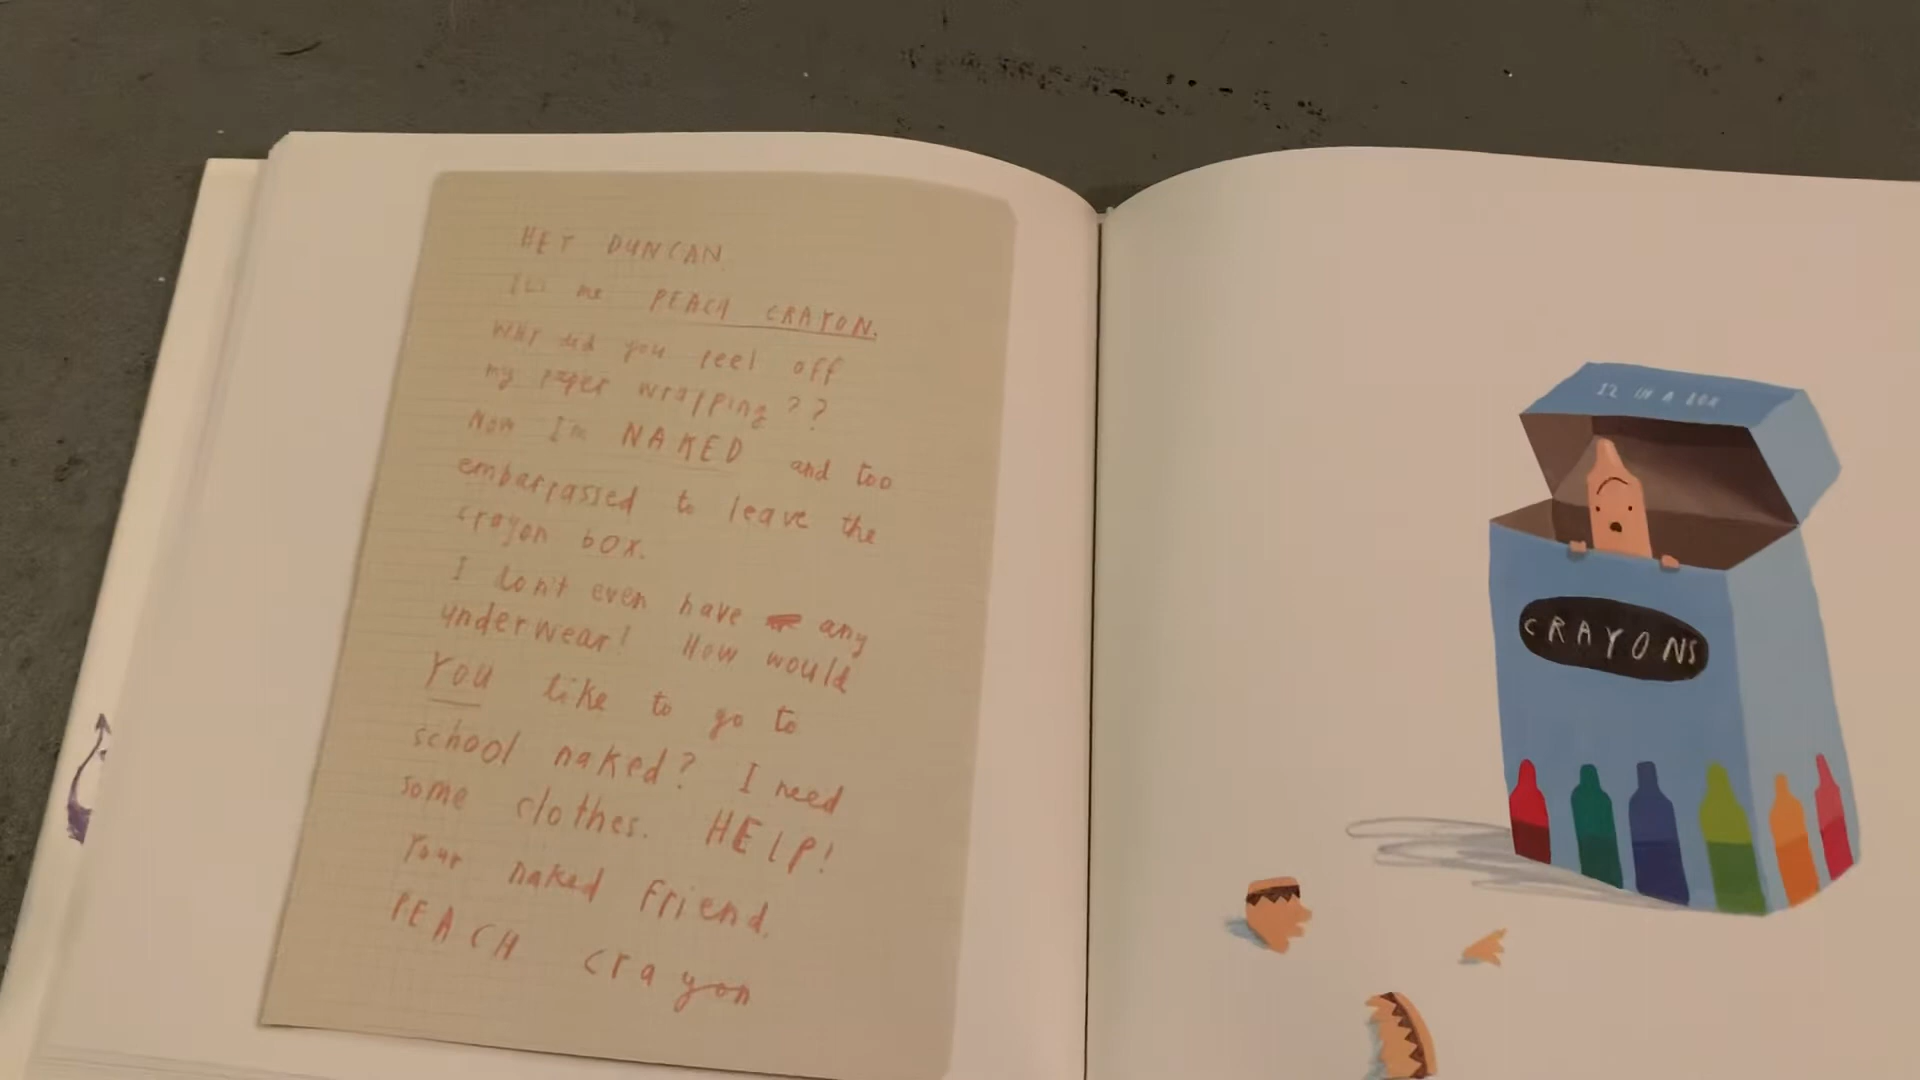 HEY DUNCAN
It's me PEACH CRAYON.
WHY did you peel off
my paper wrapping??
Now I'm NAKED and too
embarrassed to leave the
crayon box.
I don't even have any
underwear! How would
YOU like to go to
school naked? I need
some clothes. HELP!
Your naked friend,
PEACH crayon
12 IN A BOX
CRAYONS